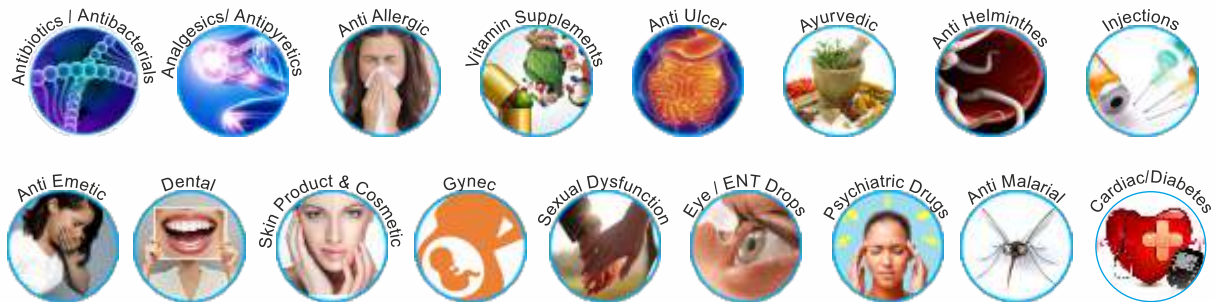 Antibiotics / Antibacterials
Analgesics/ Antipyretics
Anti Allergic
Vitamin Supplements
Anti Ulcer
Ayurvedic
Anti Helminthes
Injections
Anti Emetic
Dental
Skin Product & Cosmetic
Gynec
Sexual Dysfunction
Eye / ENT Drops
Psychiatric Drugs
Anti Malarial
Cardiac/Diabetes